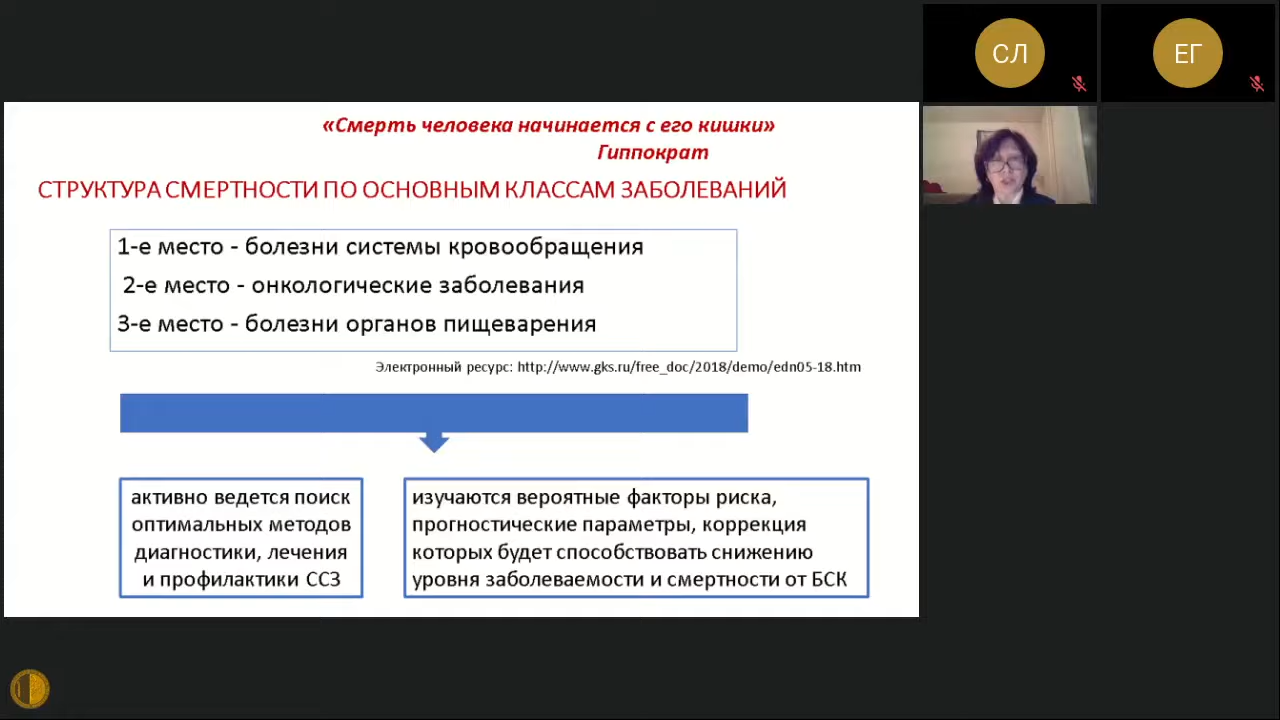 СЛ
ЕГ
«Смерть человека начинается с его кишки»
Гиппократ
СТРУКТУРА СМЕРТНОСТИ ПО ОСНОВНЫМ КЛАССАМ ЗАБОЛЕВАНИЙ
1-е место - болезни системы кровообращения
2-е место - онкологические заболевания
3-е место - болезни органов пищеварения
Электронный ресурс: http://www.gks.ru/free_doc/2018/demo/edn05-18.htm
активно ведется поиск
оптимальных методов
диагностики, лечения
и профилактики ССЗ
изучаются вероятные факторы риска,
прогностические параметры, коррекция
которых будет способствовать снижению
уровня заболеваемости и смертности от БСК